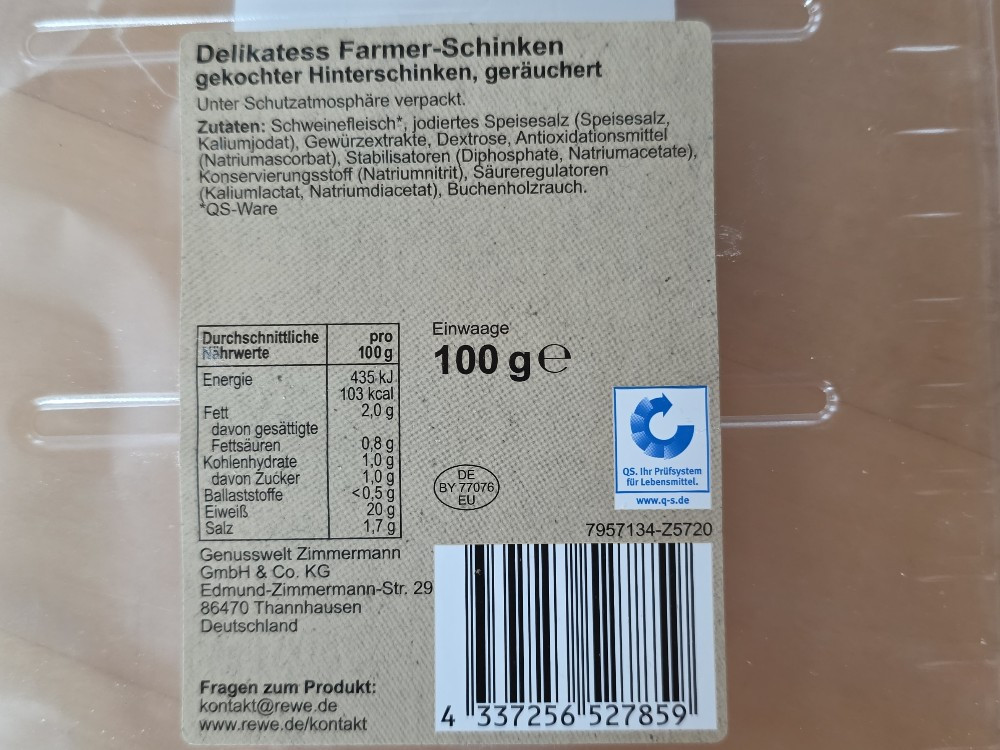 Delikatess Farmer-Schinken
gekochter Hinterschinken, geräuchert
Unter Schutzatmosphäre verpackt.
Zutaten: Schweinefleisch*, jodiertes Speisesalz (Speisesalz,
Kaliumjodat), Gewürzextrakte, Dextrose, Antioxidationsmittel
(Natriumascorbat), Stabilisatoren (Diphosphate, Natriumacetate),
Konservierungsstoff (Natriumnitrit), Säureregulatoren
(Kaliumlactat, Natriumdiacetat), Buchenholzrauch.
*QS-Ware
Durchschnittliche pro
Nährwerte 100 g
Energie 435 kJ
103 kcal
Fett 2,0 g
davon gesättigte
Fettsäuren 0,8 g
Kohlenhydrate 1,0 g
davon Zucker 1,0 g
Ballaststoffe <0,5 g
Eiweiß 20 g
Salz 1,7 g
Einwaage
100 g ℮
DE
BY 77076
EU
QS. Ihr Prüfsystem
für Lebensmittel.
www.q-s.de
7957134-Z5720
Genusswelt Zimmermann
GmbH & Co. KG
Edmund-Zimmermann-Str. 29
86470 Thannhausen
Deutschland
Fragen zum Produkt:
kontakt@rewe.de
www.rewe.de/kontakt
4 337256 527859